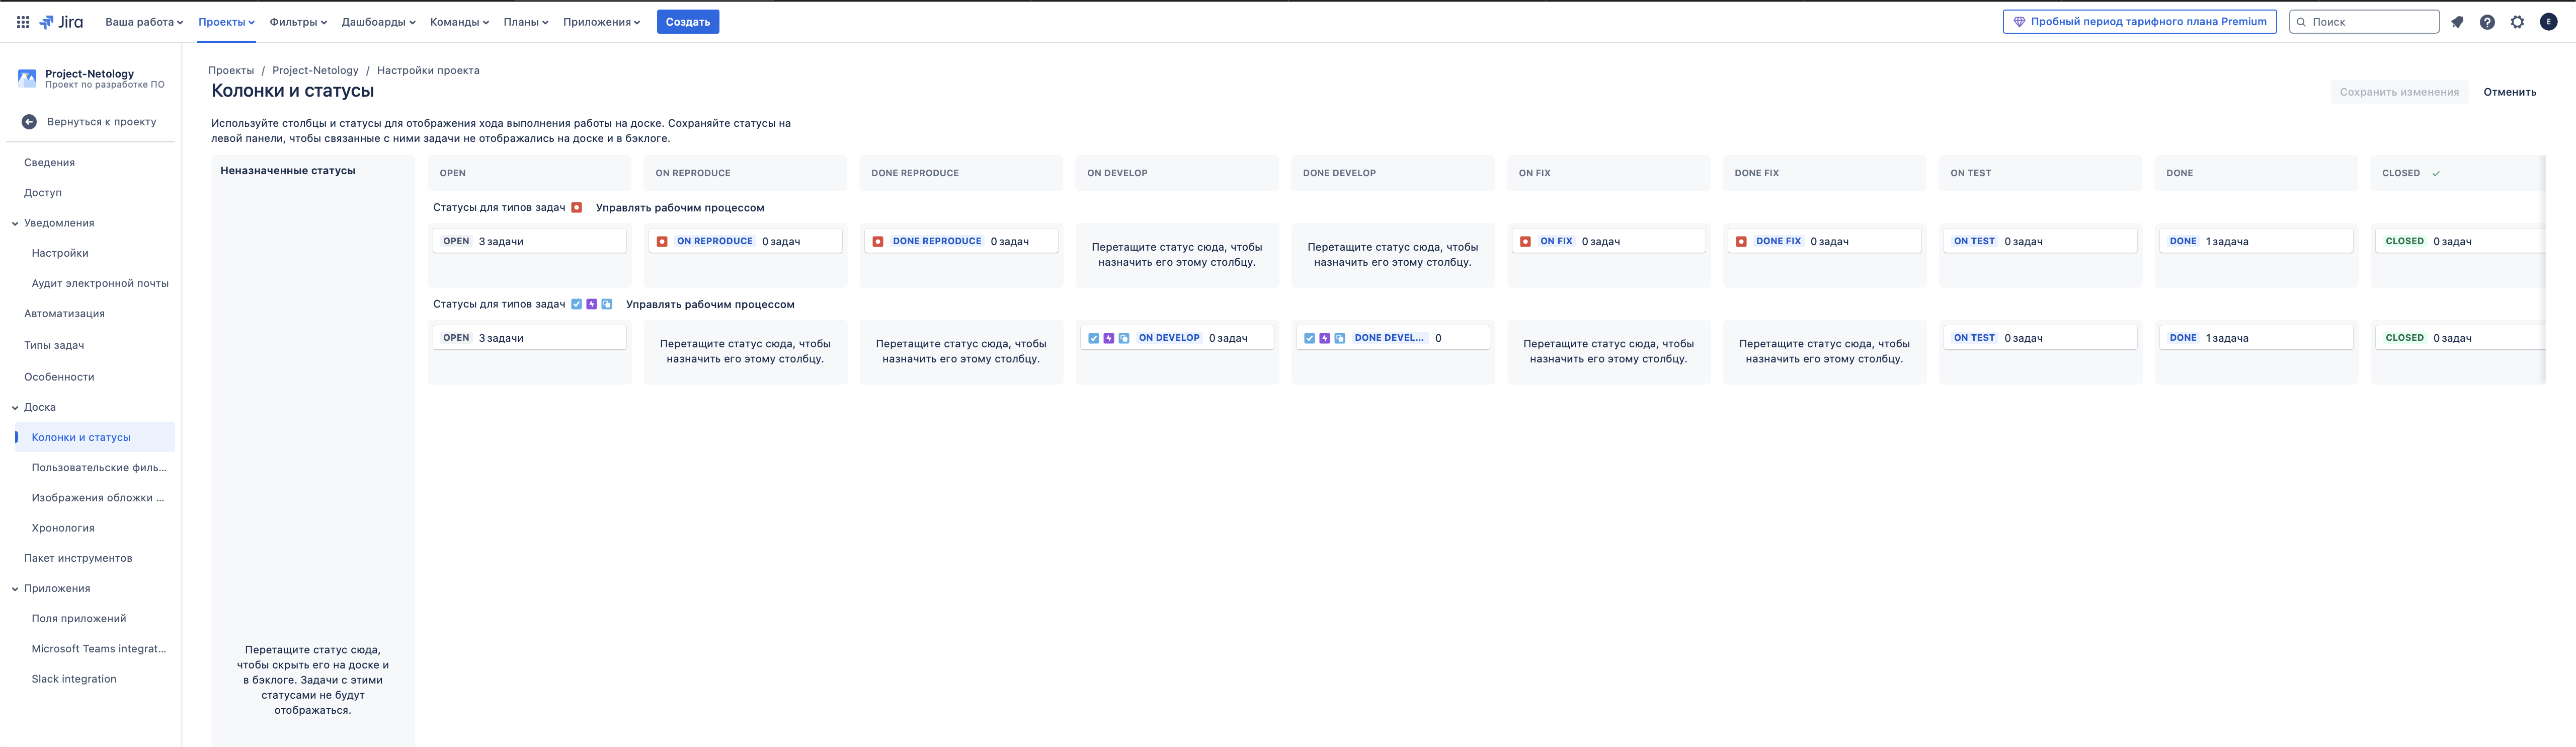 Jira
Ваша работа
Проекты
Фильтры
Дашборды
Команды
Планы
Приложения
Создать
Пробный период тарифного плана Premium
Поиск
E
Project-Netology
Проект по разработке ПО
Вернуться к проекту
Сведения
Доступ
Уведомления
Настройки
Аудит электронной почты
Автоматизация
Типы задач
Особенности
Доска
Колонки и статусы
Пользовательские филь...
Изображения обложки ...
Хронология
Пакет инструментов
Приложения
Поля приложений
Microsoft Teams integrat...
Slack integration
Проекты / Project-Netology / Настройки проекта
Колонки и статусы
Сохранить изменения
Отменить
Используйте столбцы и статусы для отображения хода выполнения работы на доске. Сохраняйте статусы на
левой панели, чтобы связанные с ними задачи не отображались на доске и в бэклоге.
Неназначенные статусы
Перетащите статус сюда,
чтобы скрыть его на доске и
в бэклоге. Задачи с этими
статусами не будут
отображаться.
OPEN
ON REPRODUCE
DONE REPRODUCE
ON DEVELOP
DONE DEVELOP
ON FIX
DONE FIX
ON TEST
DONE
CLOSED
Статусы для типов задач
Управлять рабочим процессом
OPEN 3 задачи
ON REPRODUCE 0 задач
DONE REPRODUCE 0 задач
Перетащите статус сюда, чтобы
назначить его этому столбцу.
Перетащите статус сюда, чтобы
назначить его этому столбцу.
ON FIX 0 задач
DONE FIX 0 задач
ON TEST 0 задач
DONE 1 задача
CLOSED 0 задач
Статусы для типов задач
Управлять рабочим процессом
OPEN 3 задачи
Перетащите статус сюда, чтобы
назначить его этому столбцу.
Перетащите статус сюда, чтобы
назначить его этому столбцу.
ON DEVELOP 0 задач
DONE DEVEL... 0
Перетащите статус сюда, чтобы
назначить его этому столбцу.
Перетащите статус сюда, чтобы
назначить его этому столбцу.
ON TEST 0 задач
DONE 1 задача
CLOSED 0 задач